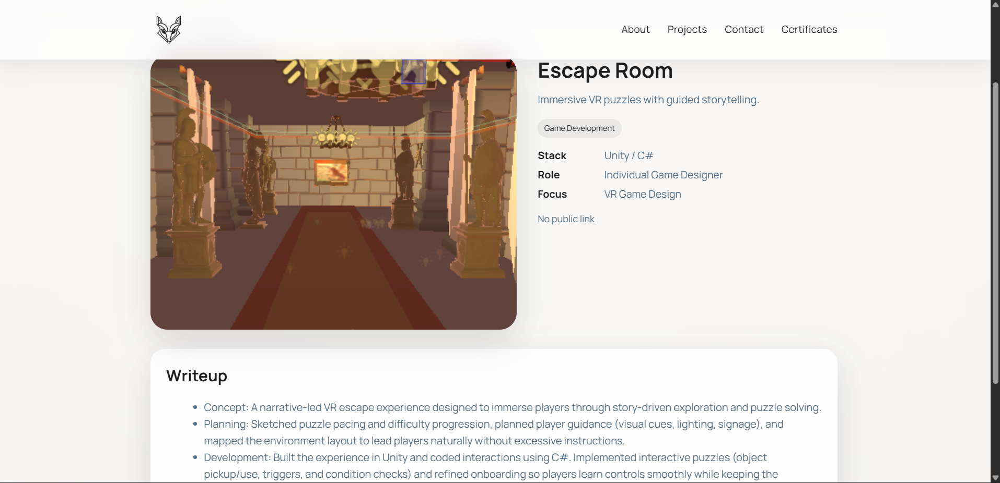 About
Projects
Contact
Certificates
Escape Room
Immersive VR puzzles with guided storytelling.
Game Development
Stack Unity / C#
Role Individual Game Designer
Focus VR Game Design
No public link
Writeup
Concept: A narrative-led VR escape experience designed to immerse players through story-driven exploration and puzzle solving.
Planning: Sketched puzzle pacing and difficulty progression, planned player guidance (visual cues, lighting, signage), and
mapped the environment layout to lead players naturally without excessive instructions.
Development: Built the experience in Unity and coded interactions using C#. Implemented interactive puzzles (object
pickup/use, triggers, and condition checks) and refined onboarding so players learn controls smoothly while keeping the